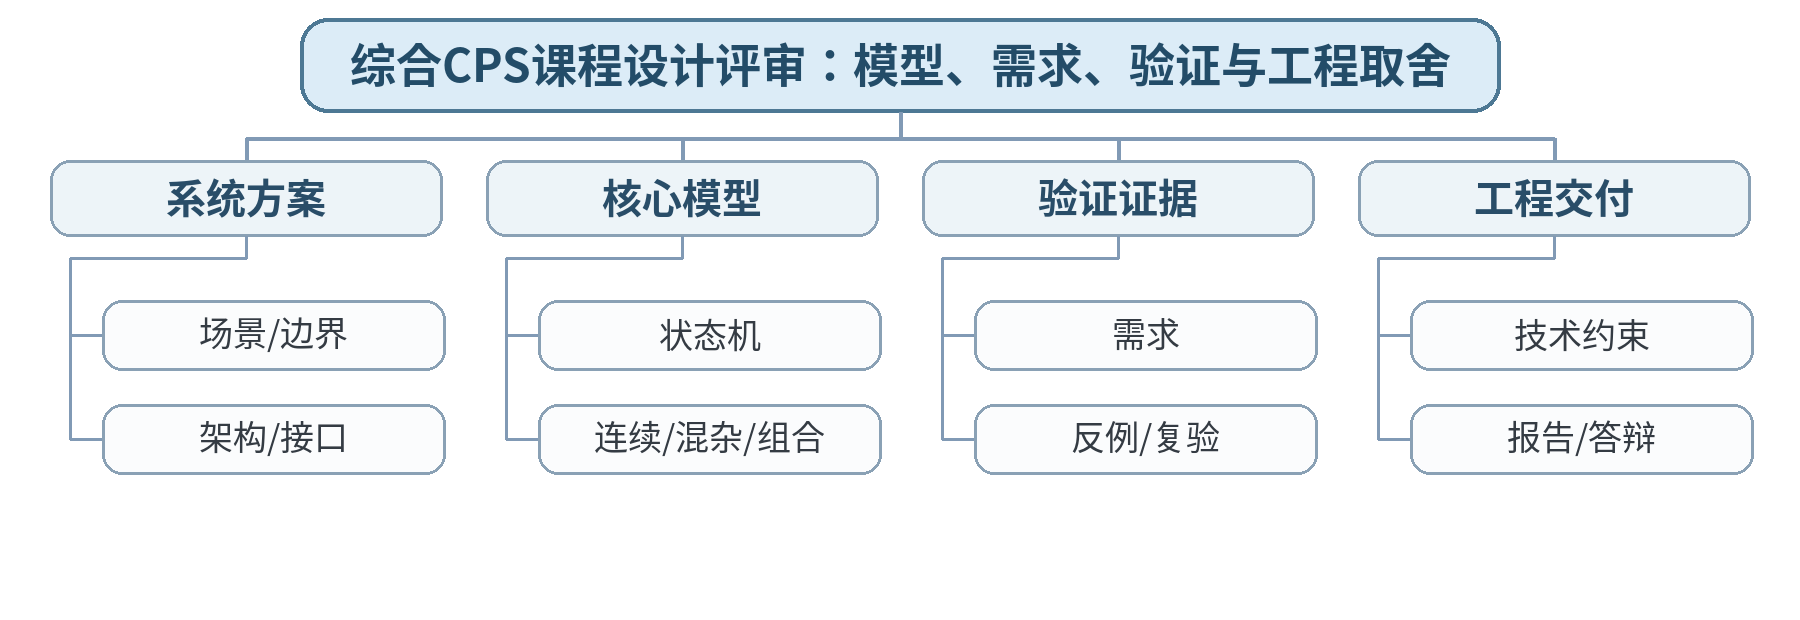 综合CPS课程设计评审：模型、需求、验证与工程取舍
系统方案
核心模型
验证证据
工程交付
场景/边界
状态机
需求
技术约束
架构/接口
连续/混杂/组合
反例/复验
报告/答辩